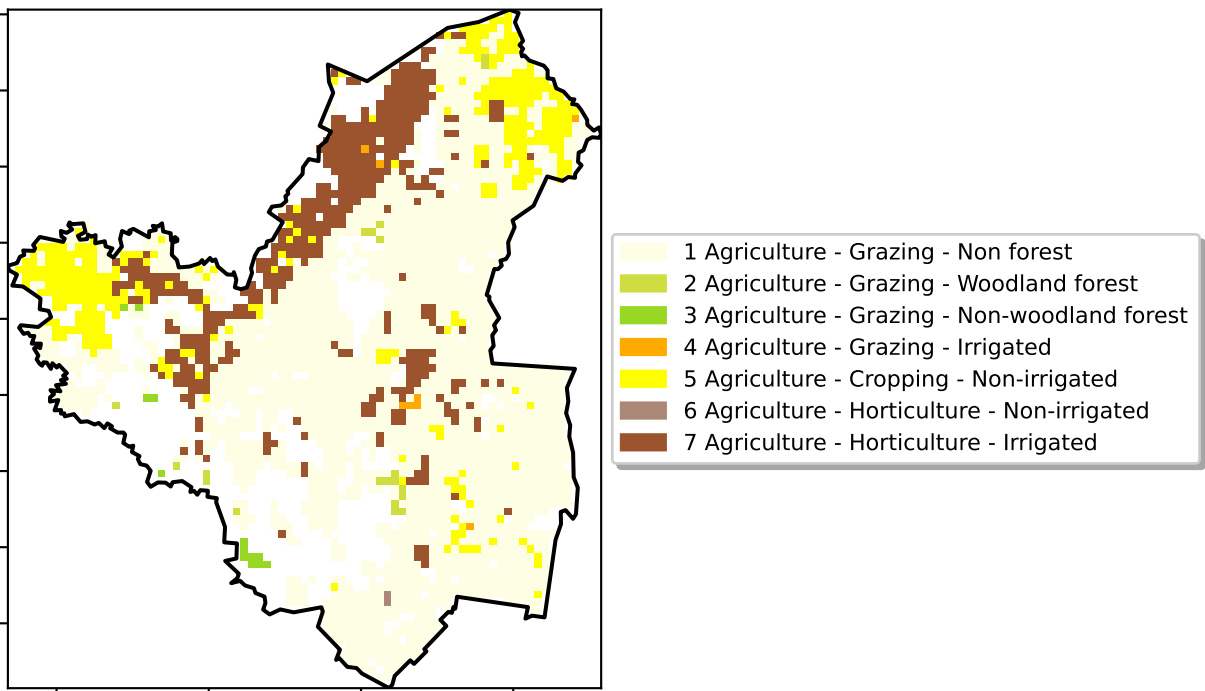 1 Agriculture - Grazing - Non forest
2 Agriculture - Grazing - Woodland forest
3 Agriculture - Grazing - Non-woodland forest
4 Agriculture - Grazing - Irrigated
5 Agriculture - Cropping - Non-irrigated
6 Agriculture - Horticulture - Non-irrigated
7 Agriculture - Horticulture - Irrigated